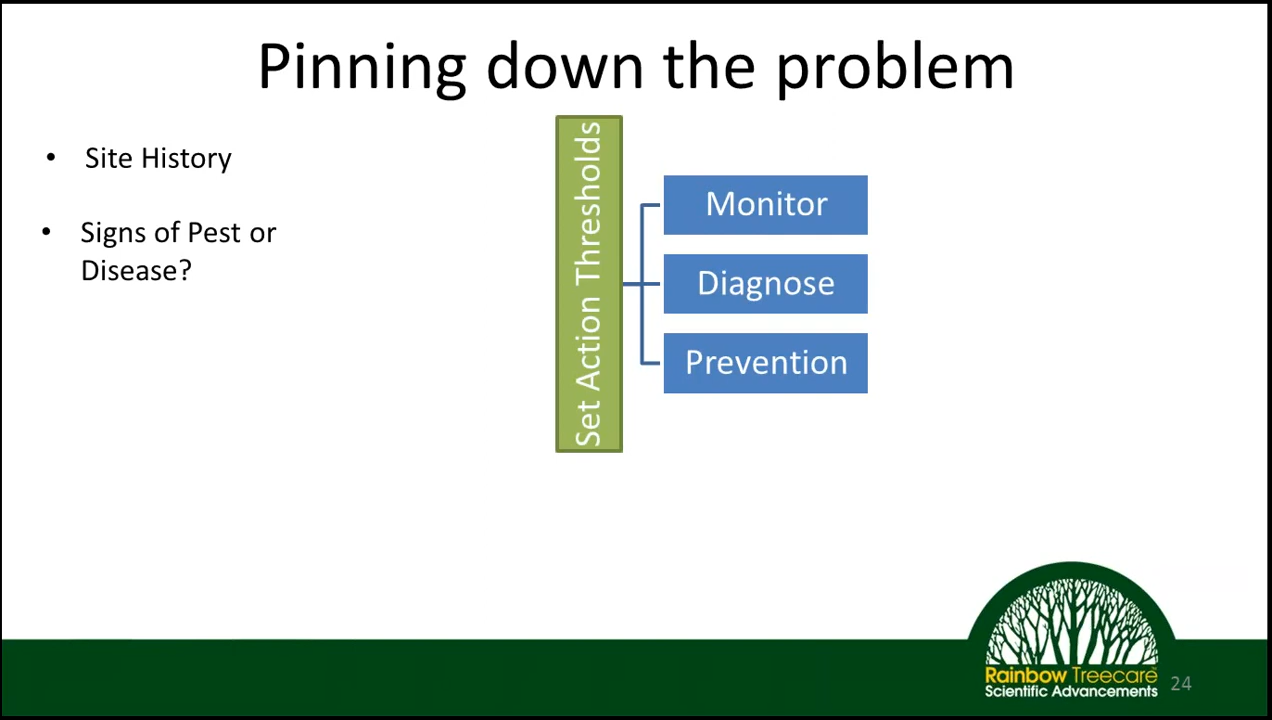 Pinning down the problem
• Site History
• Signs of Pest or
Disease?
Set Action Thresholds
Monitor
Diagnose
Prevention
Rainbow Treecare
Scientific Advancements
24